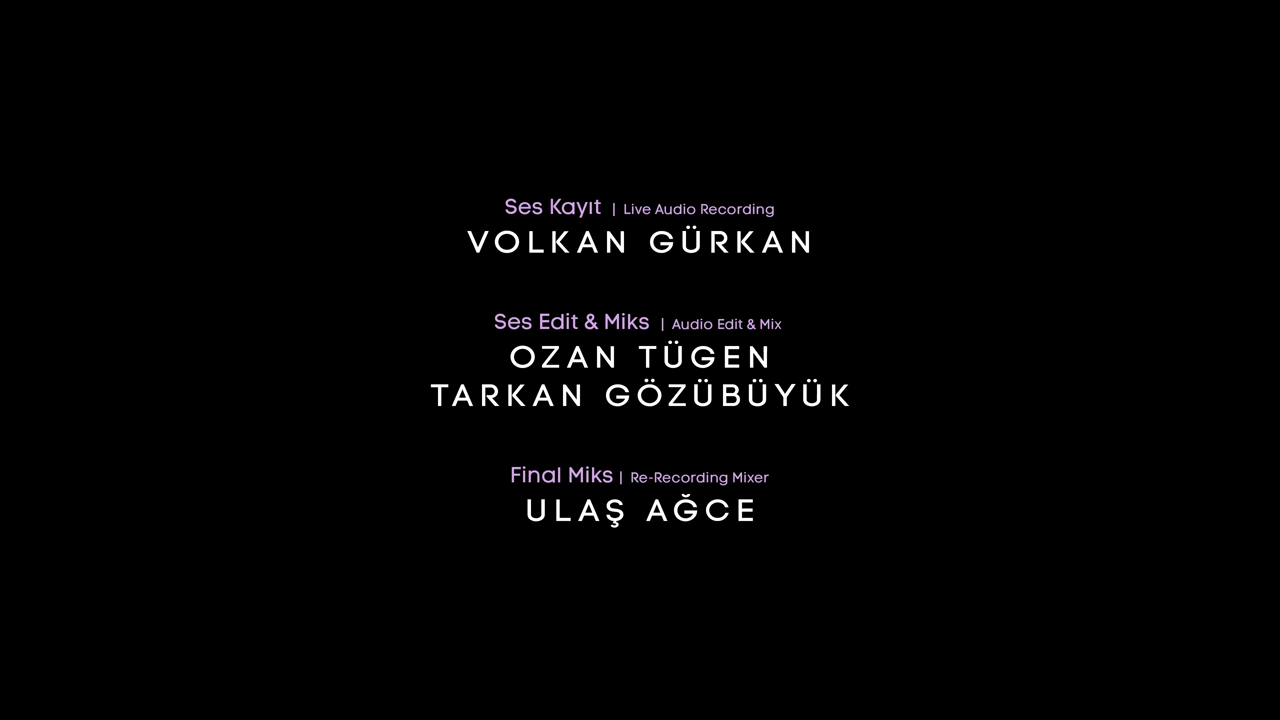 Ses Kayıt | Live Audio Recording
VOLKAN GÜRKAN
Ses Edit & Miks | Audio Edit & Mix
OZAN TÜGEN
TARKAN GÖZÜBÜYÜK
Final Miks | Re-Recording Mixer
ULAŞ AĞCE